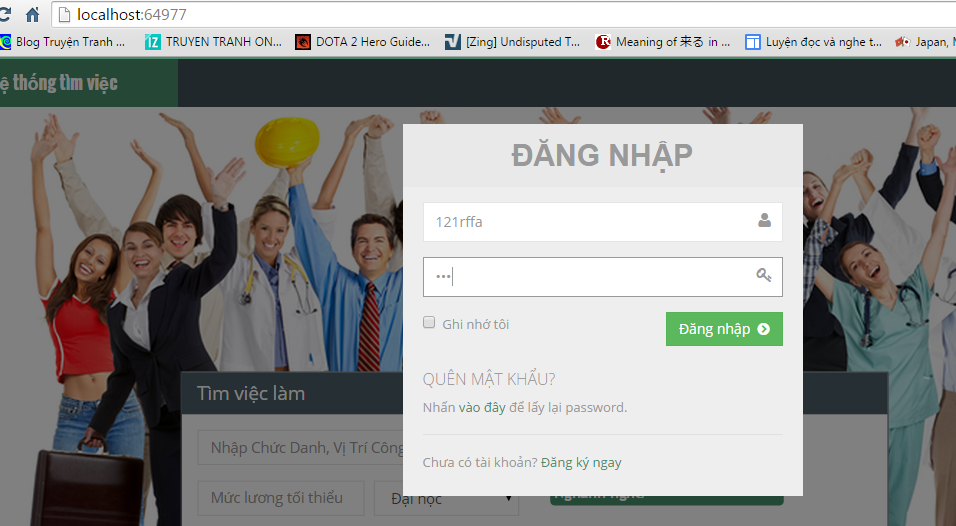 localhost:64977
Blog Truyện Tranh ...
TRUYEN TRANH ON...
DOTA 2 Hero Guide...
[Zing] Undisputed T...
Meaning of 来る in ...
Luyện đọc và nghe t...
Japan, M
ệ thống tìm việc
ĐĂNG NHẬP
121rffa
Ghi nhớ tôi
Đăng nhập
QUÊN MẬT KHẨU?
Nhấn vào đây để lấy lại password.
Chưa có tài khoản? Đăng ký ngay
Tìm việc làm
Nhập Chức Danh, Vị Trí Công
Mức lương tối thiểu
Đại học